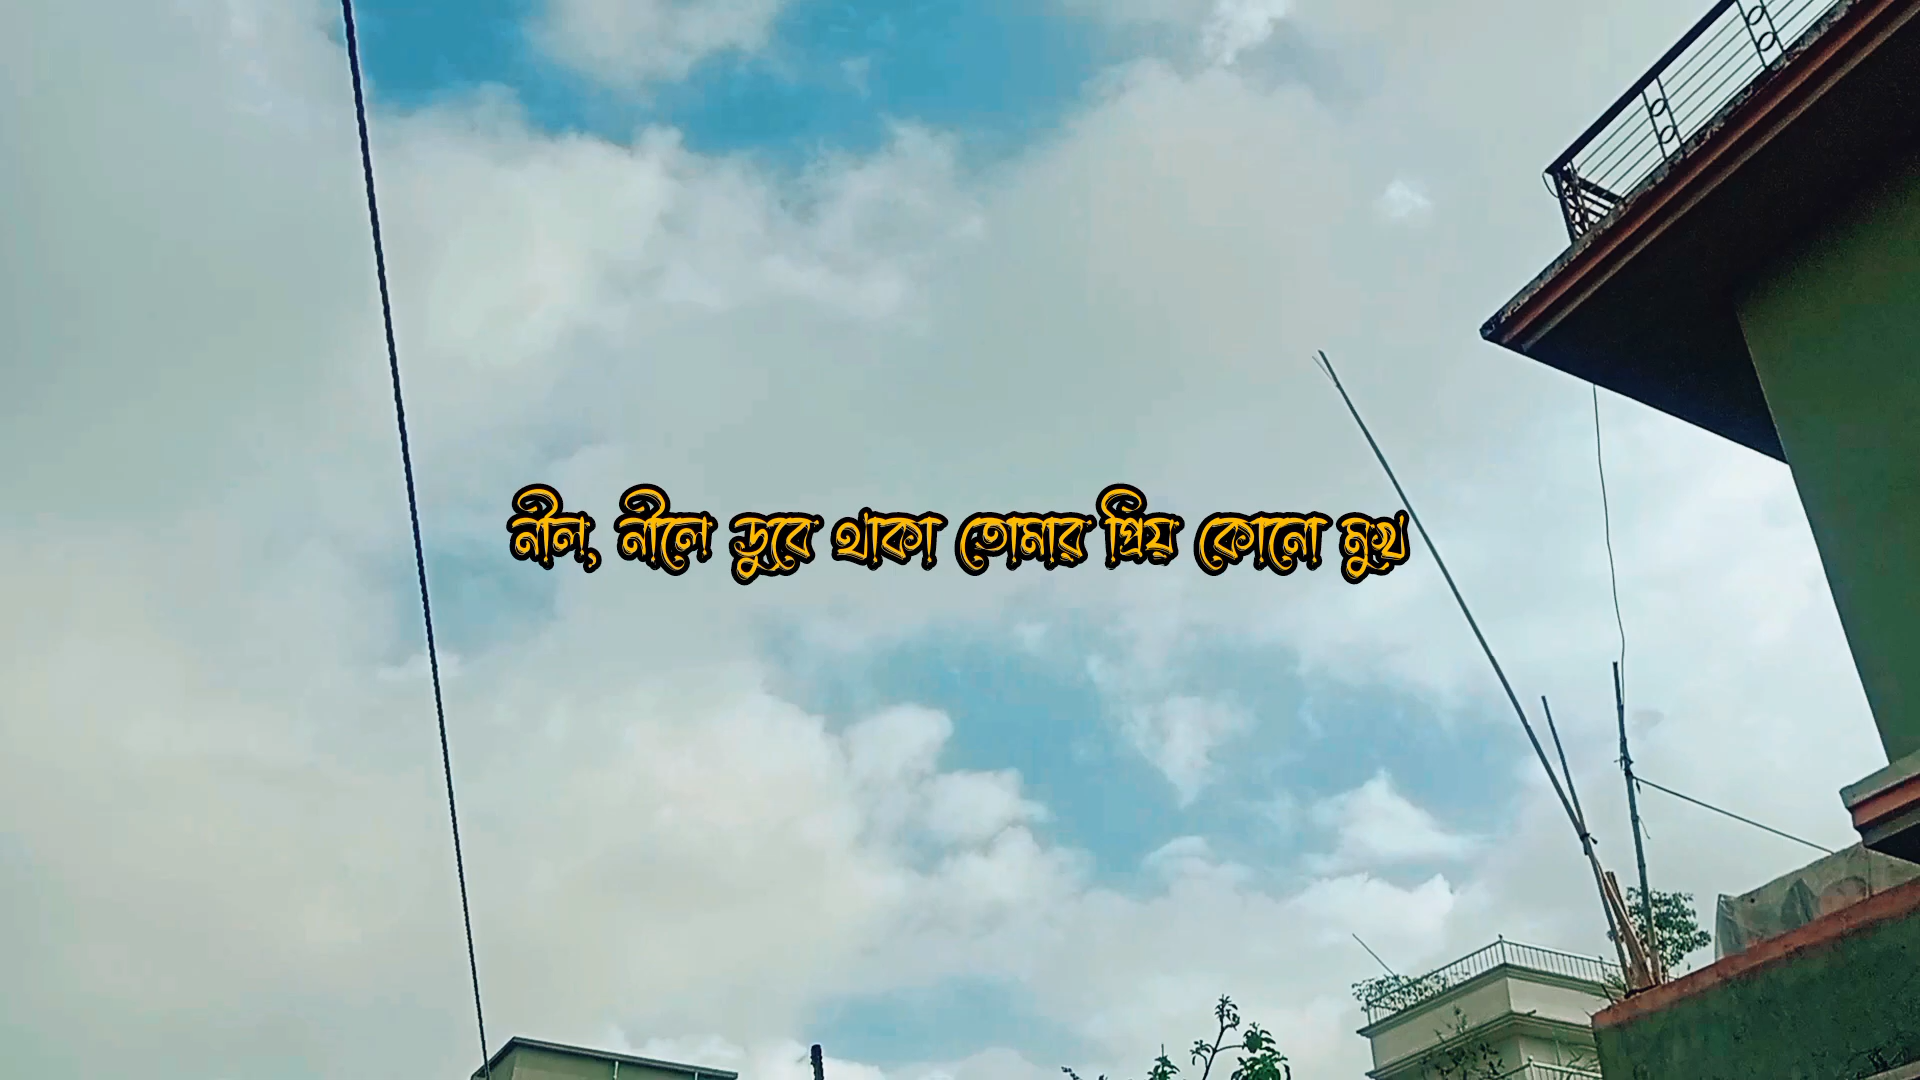 নীল, নীলে ডুবে থাকা তোমার প্রিয় কোনো মুখ